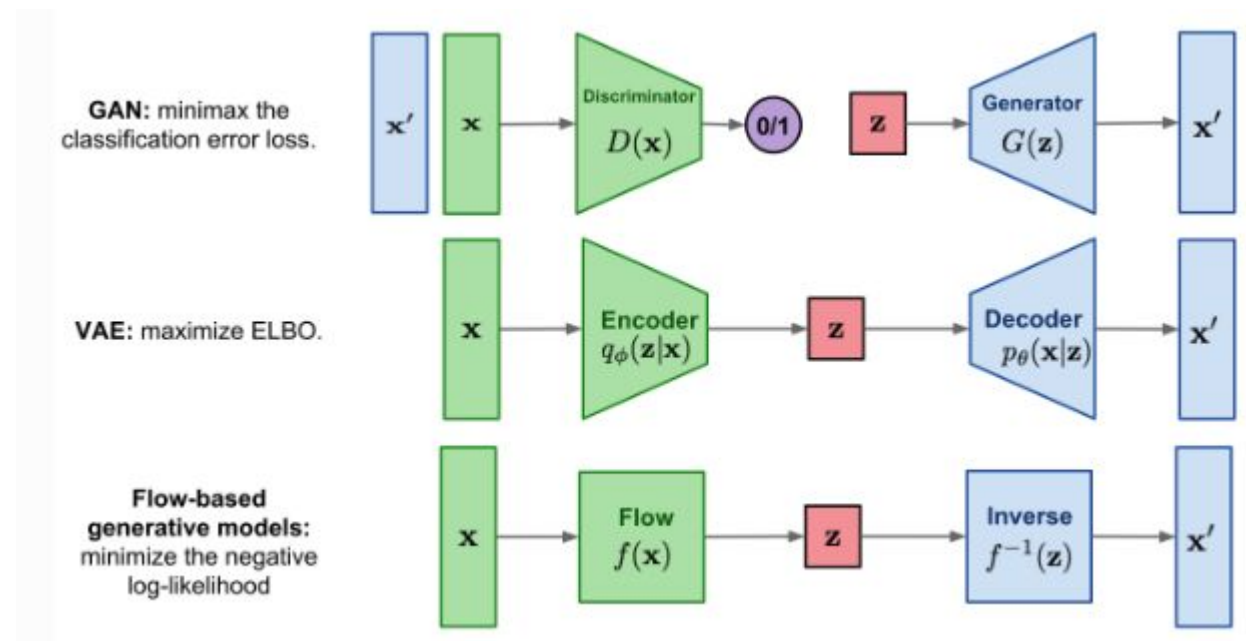 GAN: minimax the
classification error loss.
x′
x
Discriminator
D(x)
0/1
z
Generator
G(z)
x′
VAE: maximize ELBO.
x
Encoder
qϕ(z|x)
z
Decoder
pθ(x|z)
x′
Flow-based
generative models:
minimize the negative
log-likelihood
x
Flow
f(x)
z
Inverse
f⁻¹(z)
x′